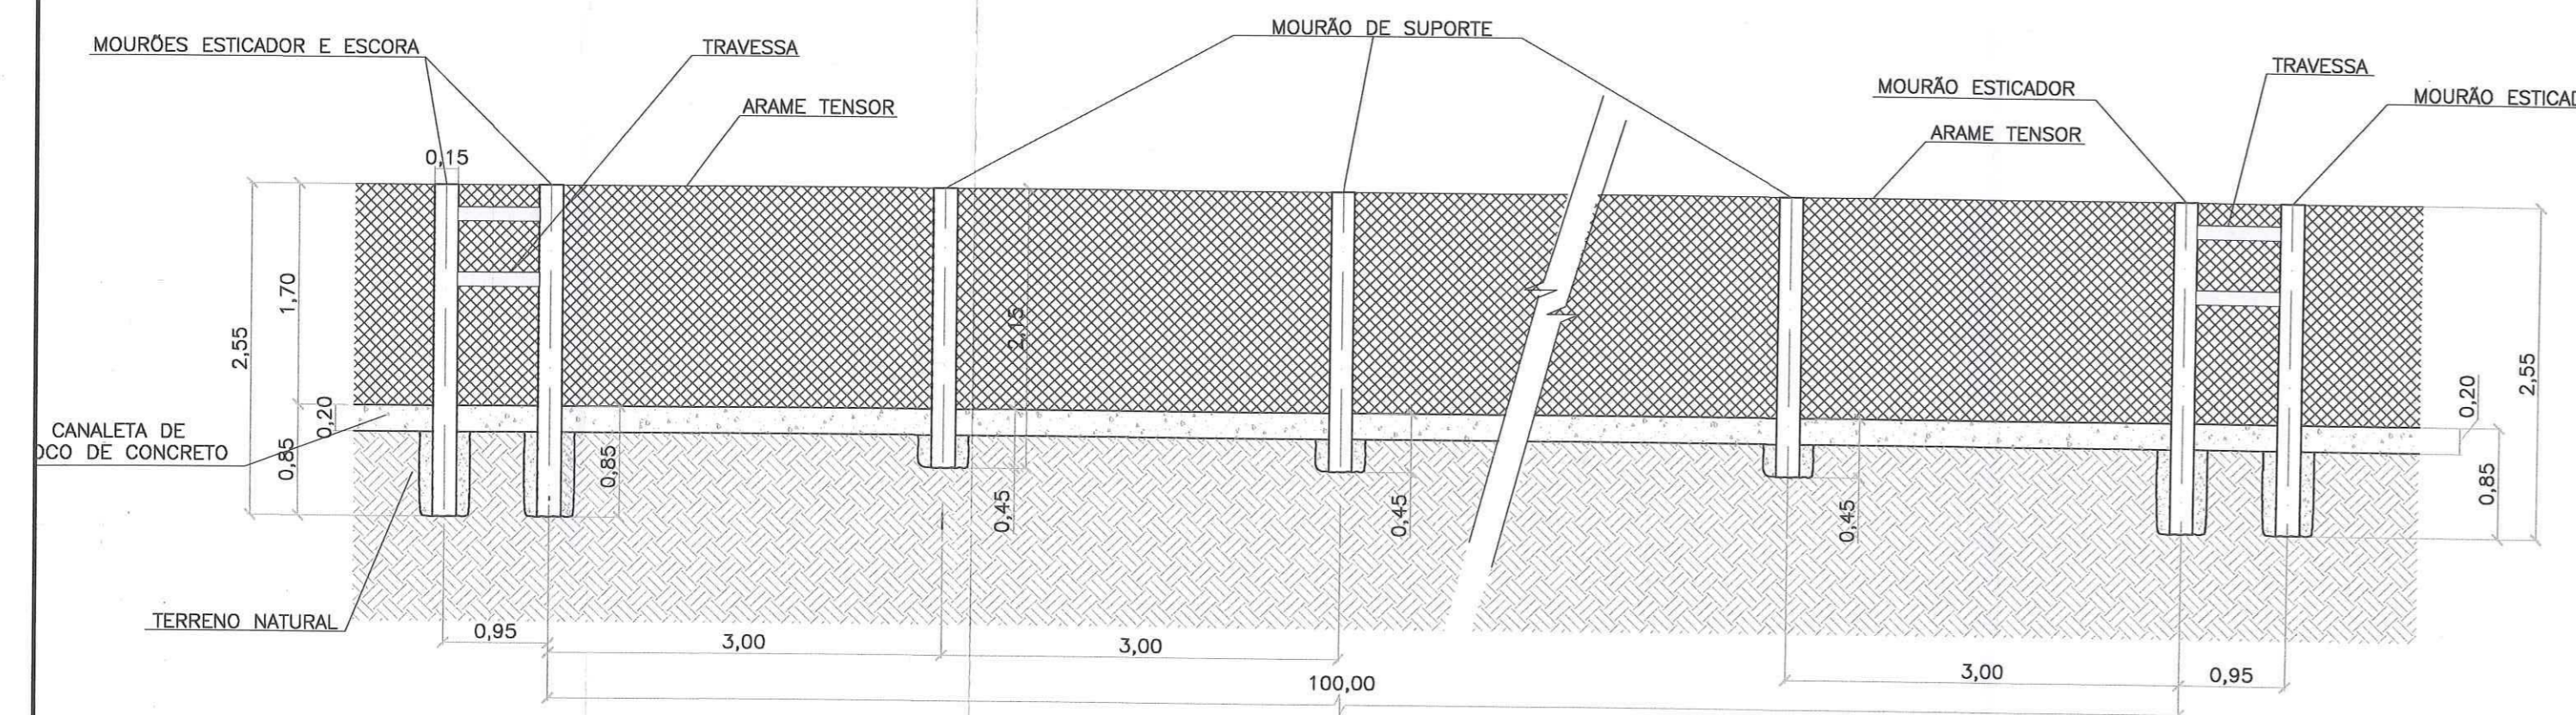 MOURÕES ESTICADOR E ESCORA
TRAVESSA
ARAME TENSOR
MOURÃO DE SUPORTE
MOURÃO ESTICADOR
ARAME TENSOR
TRAVESSA
MOURÃO
0,15
2,55
1,70
0,20
0,85
0,85
2,15
0,45
0,45
0,45
0,20
0,85
2,55
CANALETA DE
DE CONCRETO
TERRENO NATURAL
0,95
3,00
3,00
3,00
0,95
100,00